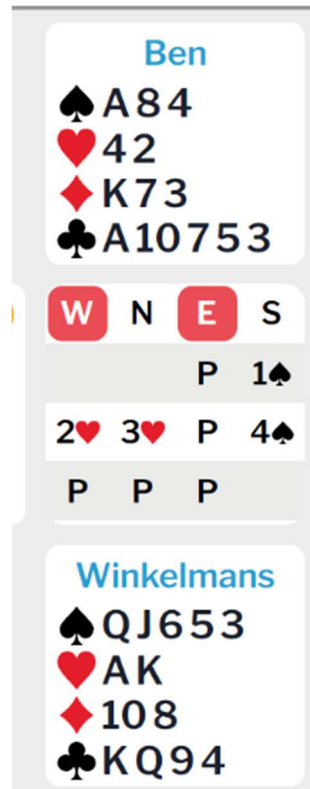 Ben
♠A84
♥42
♦K73
♣A10753
W N E S
P 1♠
2♥ 3♥ P 4♠
P P P
Winkelmans
♠QJ653
♥AK
♦108
♣KQ94